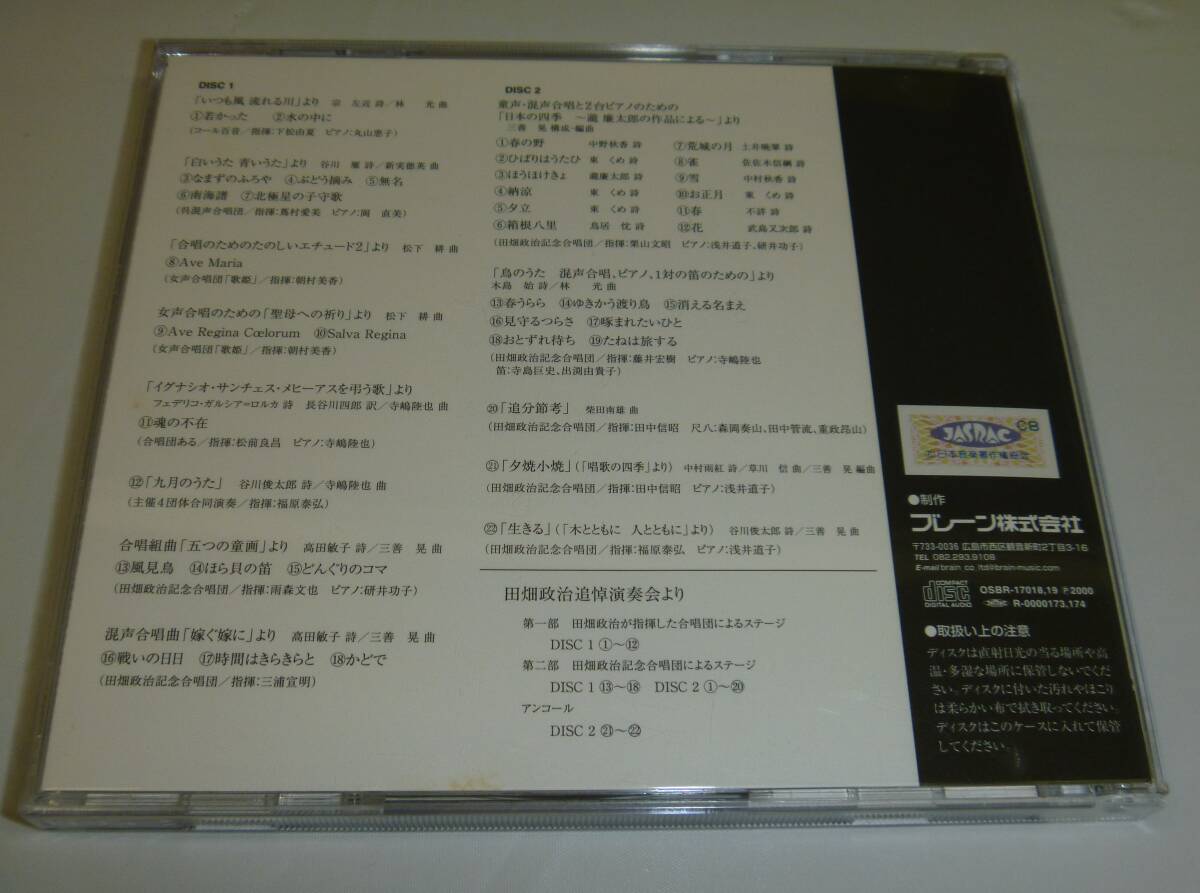 DISC 1
「いつも風 流れる川」より 宗 左近 詩／林 光 曲
①若かった ②水の中に
（コール百音／指揮：下松由夏 ピアノ：丸山恵子）
「白いうた 青いうた」より 谷川 雁 詩／新実徳英 曲
③なまずのふろや ④ぶどう摘み ⑤無名
⑥南海譜 ⑦北極星の子守歌
（呉混声合唱団／指揮：蔦村愛美 ピアノ：岡 直美）
「合唱のためのたのしいエチュード2」より 松下 耕 曲
⑧Ave Maria
（女声合唱団「歌姫」／指揮：朝村美香）
女声合唱のための「聖母への祈り」より 松下 耕 曲
⑨Ave Regina Cœlorum ⑩Salva Regina
（女声合唱団「歌姫」／指揮：朝村美香）
「イグナシオ・サンチェス・メヒーアスを弔う歌」より
フェデリコ・ガルシア=ロルカ 詩 長谷川四郎 訳／寺嶋陸也 曲
⑪魂の不在
（合唱団ある／指揮：松前良昌 ピアノ：寺嶋陸也）
⑫「九月のうた」 谷川俊太郎 詩／寺嶋陸也 曲
（主催4団体合同演奏／指揮：福原泰弘）
合唱組曲「五つの童画」より 高田敏子 詩／三善 晃 曲
⑬風見鳥 ⑭ほら貝の笛 ⑮どんぐりのコマ
（田畑政治記念合唱団／指揮：雨森文也 ピアノ：研井功子）
混声合唱曲「嫁ぐ嫁に」より 高田敏子 詩／三善 晃 曲
⑯戦いの日日 ⑰時間はきらきらと ⑱かどで
（田畑政治記念合唱団／指揮：三浦宣明）
DISC 2
童声・混声合唱と2台ピアノのための
「日本の四季 ～瀧 廉太郎の作品による～」より
三善 晃 構成・編曲
①春の野 中野秋香 詩 ⑦荒城の月 土井晩翠 詩
②ひばりはうたひ 東 くめ 詩 ⑧雀 佐佐木信綱 詩
③ほうほけきょ 瀧廉太郎 詩 ⑨雪 中村秋香 詩
④納涼 東 くめ 詩 ⑩お正月 東 くめ 詩
⑤夕立 東 くめ 詩 ⑪春 不詳 詩
⑥箱根八里 鳥居 忱 詩 ⑫花 武島又次郎 詩
（田畑政治記念合唱団／指揮：栗山文昭 ピアノ：浅井道子、研井功子）
「鳥のうた 混声合唱、ピアノ、1対の笛のための」より
木島 始 詩／林 光 曲
⑬春うらら ⑭ゆきかう渡り鳥 ⑮消える名まえ
⑯見守るつらさ ⑰啄まれたいひと
⑱おとずれ待ち ⑲たねは旅する
（田畑政治記念合唱団／指揮：藤井宏樹 ピアノ：寺嶋陸也
笛：寺島巨史、出渕由貴子）
⑳「追分節考」 柴田南雄 曲
（田畑政治記念合唱団／指揮：田中信昭 尺八：森岡奏山、田中管流、重政昂山）
㉑「夕焼小焼」（「唱歌の四季」より） 中村雨紅 詩／草川 信 曲／三善 晃 編曲
（田畑政治記念合唱団／指揮：田中信昭 ピアノ：浅井道子）
㉒「生きる」（「木とともに 人とともに」より） 谷川俊太郎 詩／三善 晃 曲
（田畑政治記念合唱団／指揮：福原泰弘 ピアノ：浅井道子）
田畑政治追悼演奏会より
第一部 田畑政治が指揮した合唱団によるステージ
DISC 1 ①～⑫
第二部 田畑政治記念合唱団によるステージ
DISC 1 ⑬～⑱ DISC 2 ①～⑳
アンコール
DISC 2 ㉑～㉒
JASRAC
●制作
ブレーン株式会社
〒733-0036 広島市西区観音新町2丁目3-16
TEL 082.293.9108
E-mail brain_co_ltd@brain-music.com
COMPACT disc DIGITAL AUDIO
OSBR-17018,19 ℗2000
R-0000173,174
●取扱い上の注意
ディスクは直射日光の当る場所や高
温・多湿な場所に保管しないでくだ
さい。ディスクに付いた汚れやほこり
は柔らかい布で拭き取ってください。
ディスクはこのケースに入れて保管
してください。